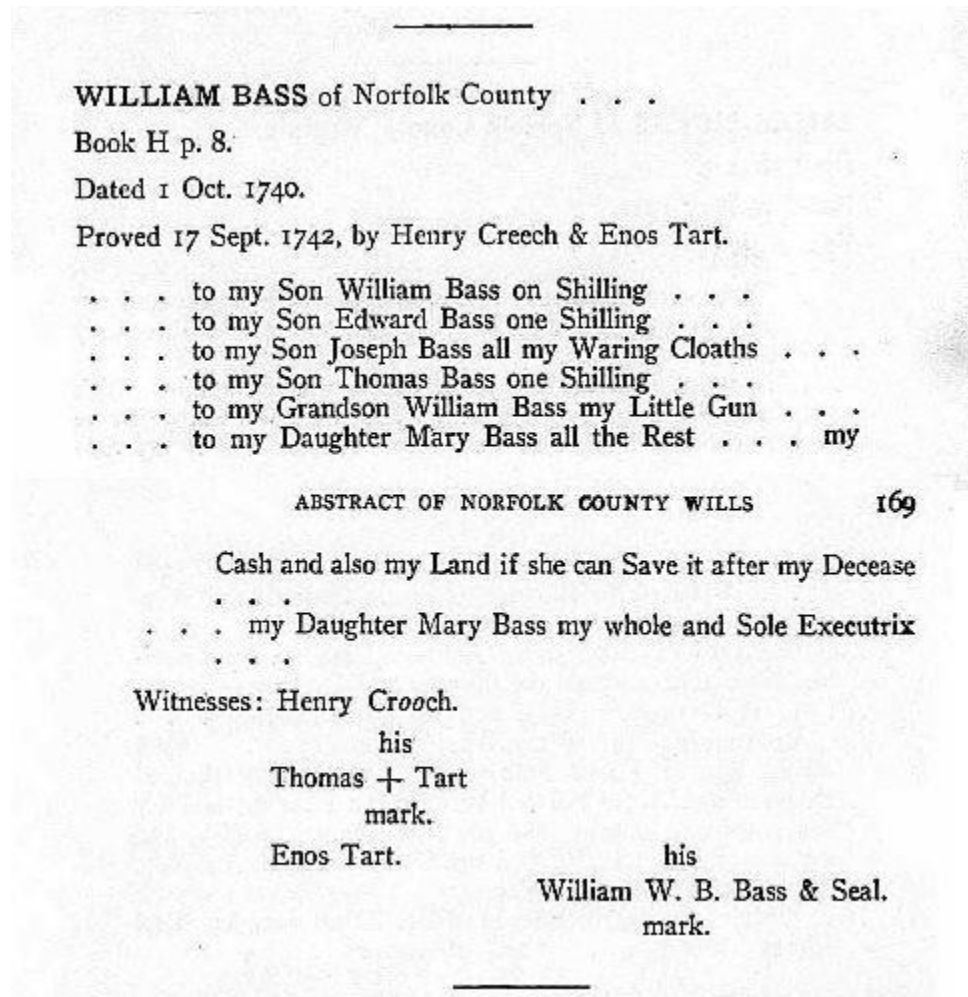 WILLIAM BASS of Norfolk County . . .
Book H p. 8.
Dated 1 Oct. 1740.
Proved 17 Sept. 1742, by Henry Creech & Enos Tart.
. . . to my Son William Bass on Shilling . . .
. . . to my Son Edward Bass one Shilling . . .
. . . to my Son Joseph Bass all my Waring Cloaths . . .
. . . to my Son Thomas Bass one Shilling . . .
. . . to my Grandson William Bass my Little Gun . . .
. . . to my Daughter Mary Bass all the Rest . . . my
ABSTRACT OF NORFOLK COUNTY WILLS 169
Cash and also my Land if she can Save it after my Decease
. . .
. . . my Daughter Mary Bass my whole and Sole Executrix
. . .
Witnesses: Henry Crooch.
his
Thomas + Tart
mark.
Enos Tart. his
William W. B. Bass & Seal.
mark.